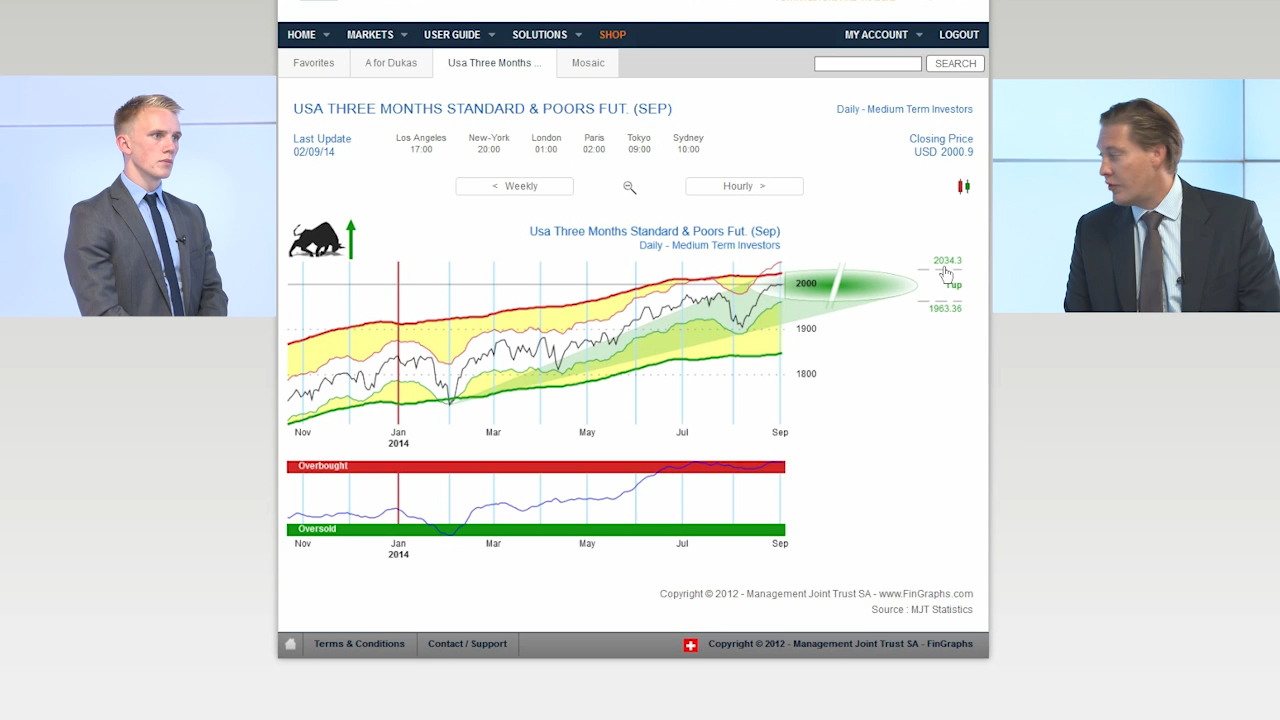 HOME MARKETS USER GUIDE SOLUTIONS SHOP MY ACCOUNT LOGOUT
Favorites A for Dukas Usa Three Months ... Mosaic SEARCH
USA THREE MONTHS STANDARD & POORS FUT. (SEP) Daily - Medium Term Investors
Last Update Los Angeles New-York London Paris Tokyo Sydney Closing Price
02/09/14 17:00 20:00 01:00 02:00 09:00 10:00 USD 2000.9
< Weekly Hourly >
Usa Three Months Standard & Poors Fut. (Sep)
Daily - Medium Term Investors
2034.3
2000 up
1963.36
1900
1800
Nov Jan Mar May Jul Sep
2014
Overbought
Oversold
Nov Jan Mar May Jul Sep
2014
Copyright © 2012 - Management Joint Trust SA - www.FinGraphs.com
Source : MJT Statistics
Terms & Conditions Contact / Support Copyright © 2012 - Management Joint Trust SA - FinGraphs